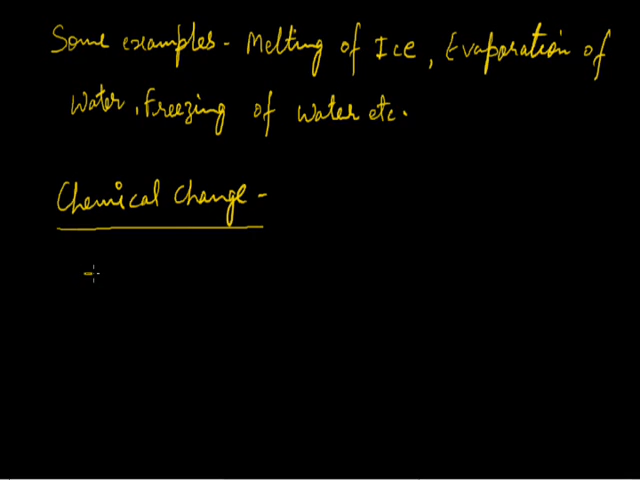 Some examples - Melting of Ice, Evaporation of
Water, Freezing of Water etc.
Chemical Change -